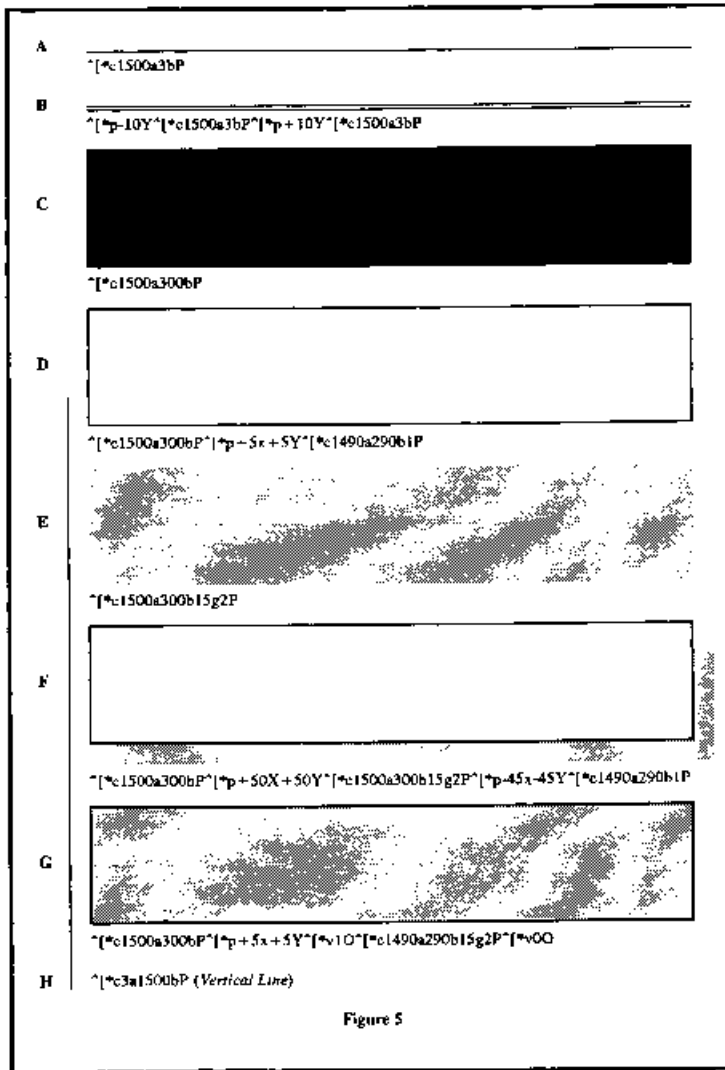 A
^[*c1500a3bP
B
^[*p-10Y^[*c1500a3bP^[*p+10Y^[*c1500a3bP
C
^[*c1500a300bP
D
^[*c1500a300bP^[*p+5x+5Y^[*c1490a290b1P
E
^[*c1500a300b15g2P
F
^[*c1500a300bP^[*p+50X+50Y^[*c1500a300b15g2P^[*p-45x-45Y^[*c1490a290b1P
G
^[*c1500a300bP^[*p+5x+5Y^[*v1O^[*c1490a290b15g2P^[*v0O
H ^[*c3a1500bP (Vertical Line)
Figure 5